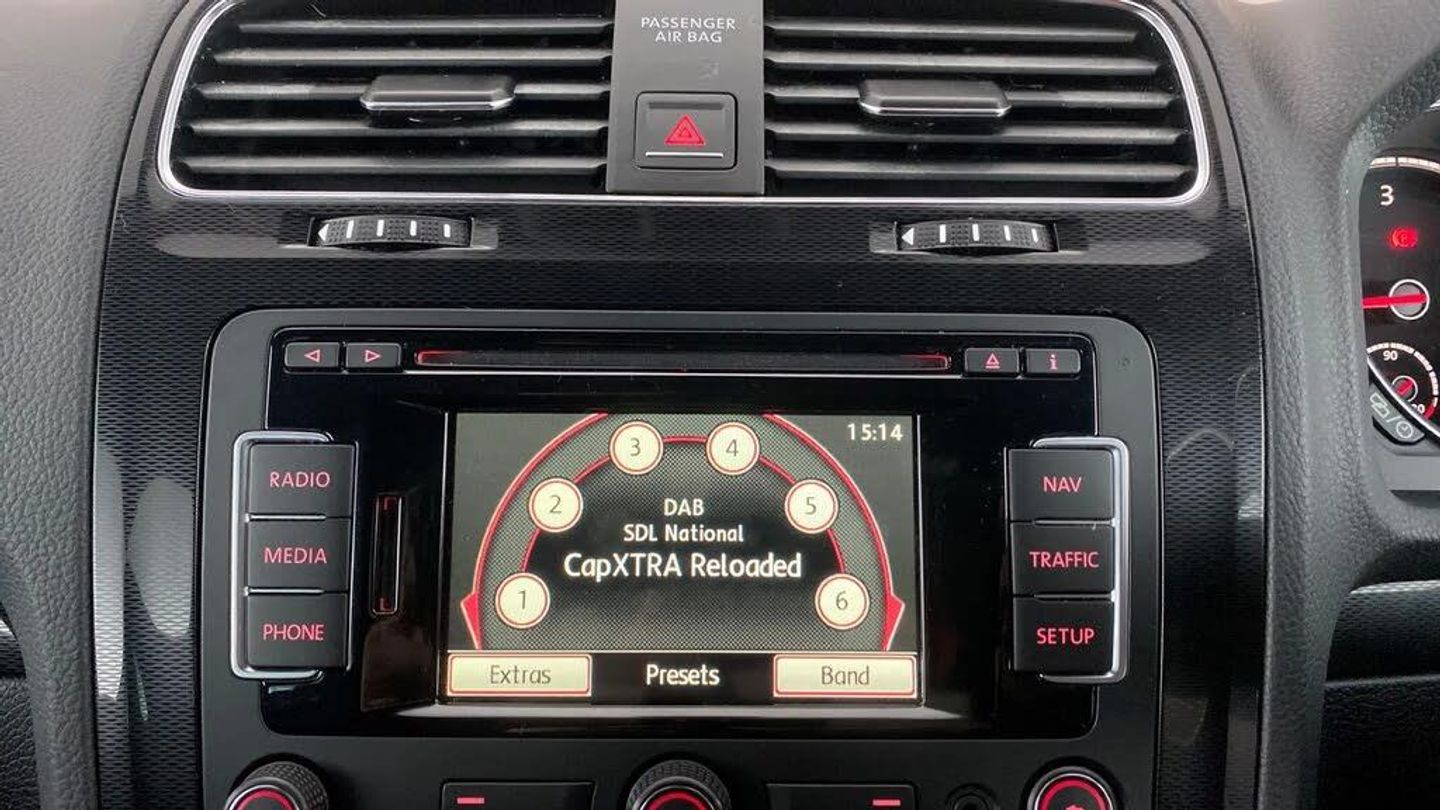 PASSENGER
AIR BAG
3
90
RADIO
MEDIA
PHONE
15:14
3 4
2 5
DAB
SDL National
CapXTRA Reloaded
1 6
Extras Presets Band
NAV
TRAFFIC
SETUP